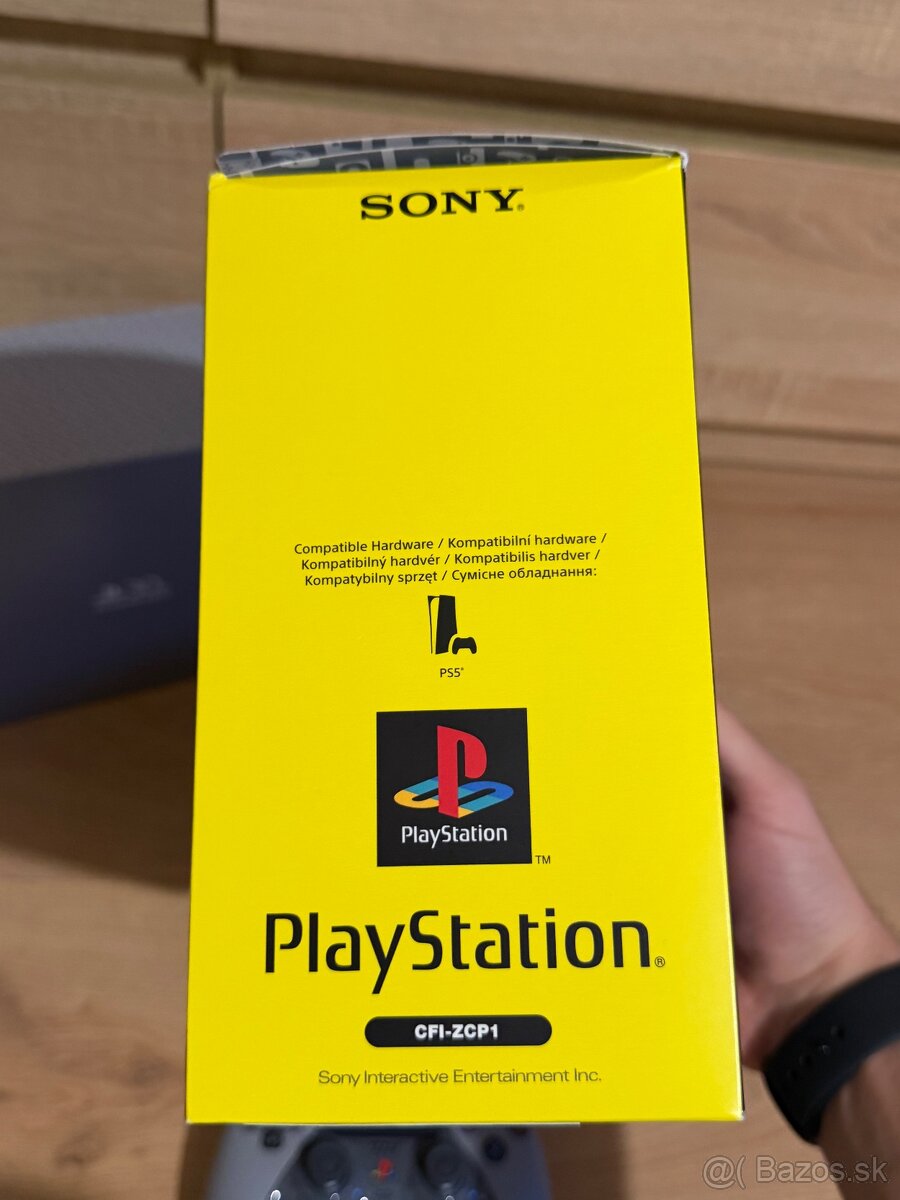 SONY®
Compatible Hardware / Kompatibilní hardware /
Kompatibilný hardvér / Kompatibilis hardver /
Kompatybilny sprzęt / Сумісне обладнання:
PS5®
PlayStation
TM
PlayStation®
CFI-ZCP1
Sony Interactive Entertainment Inc.
@( Bazos.sk